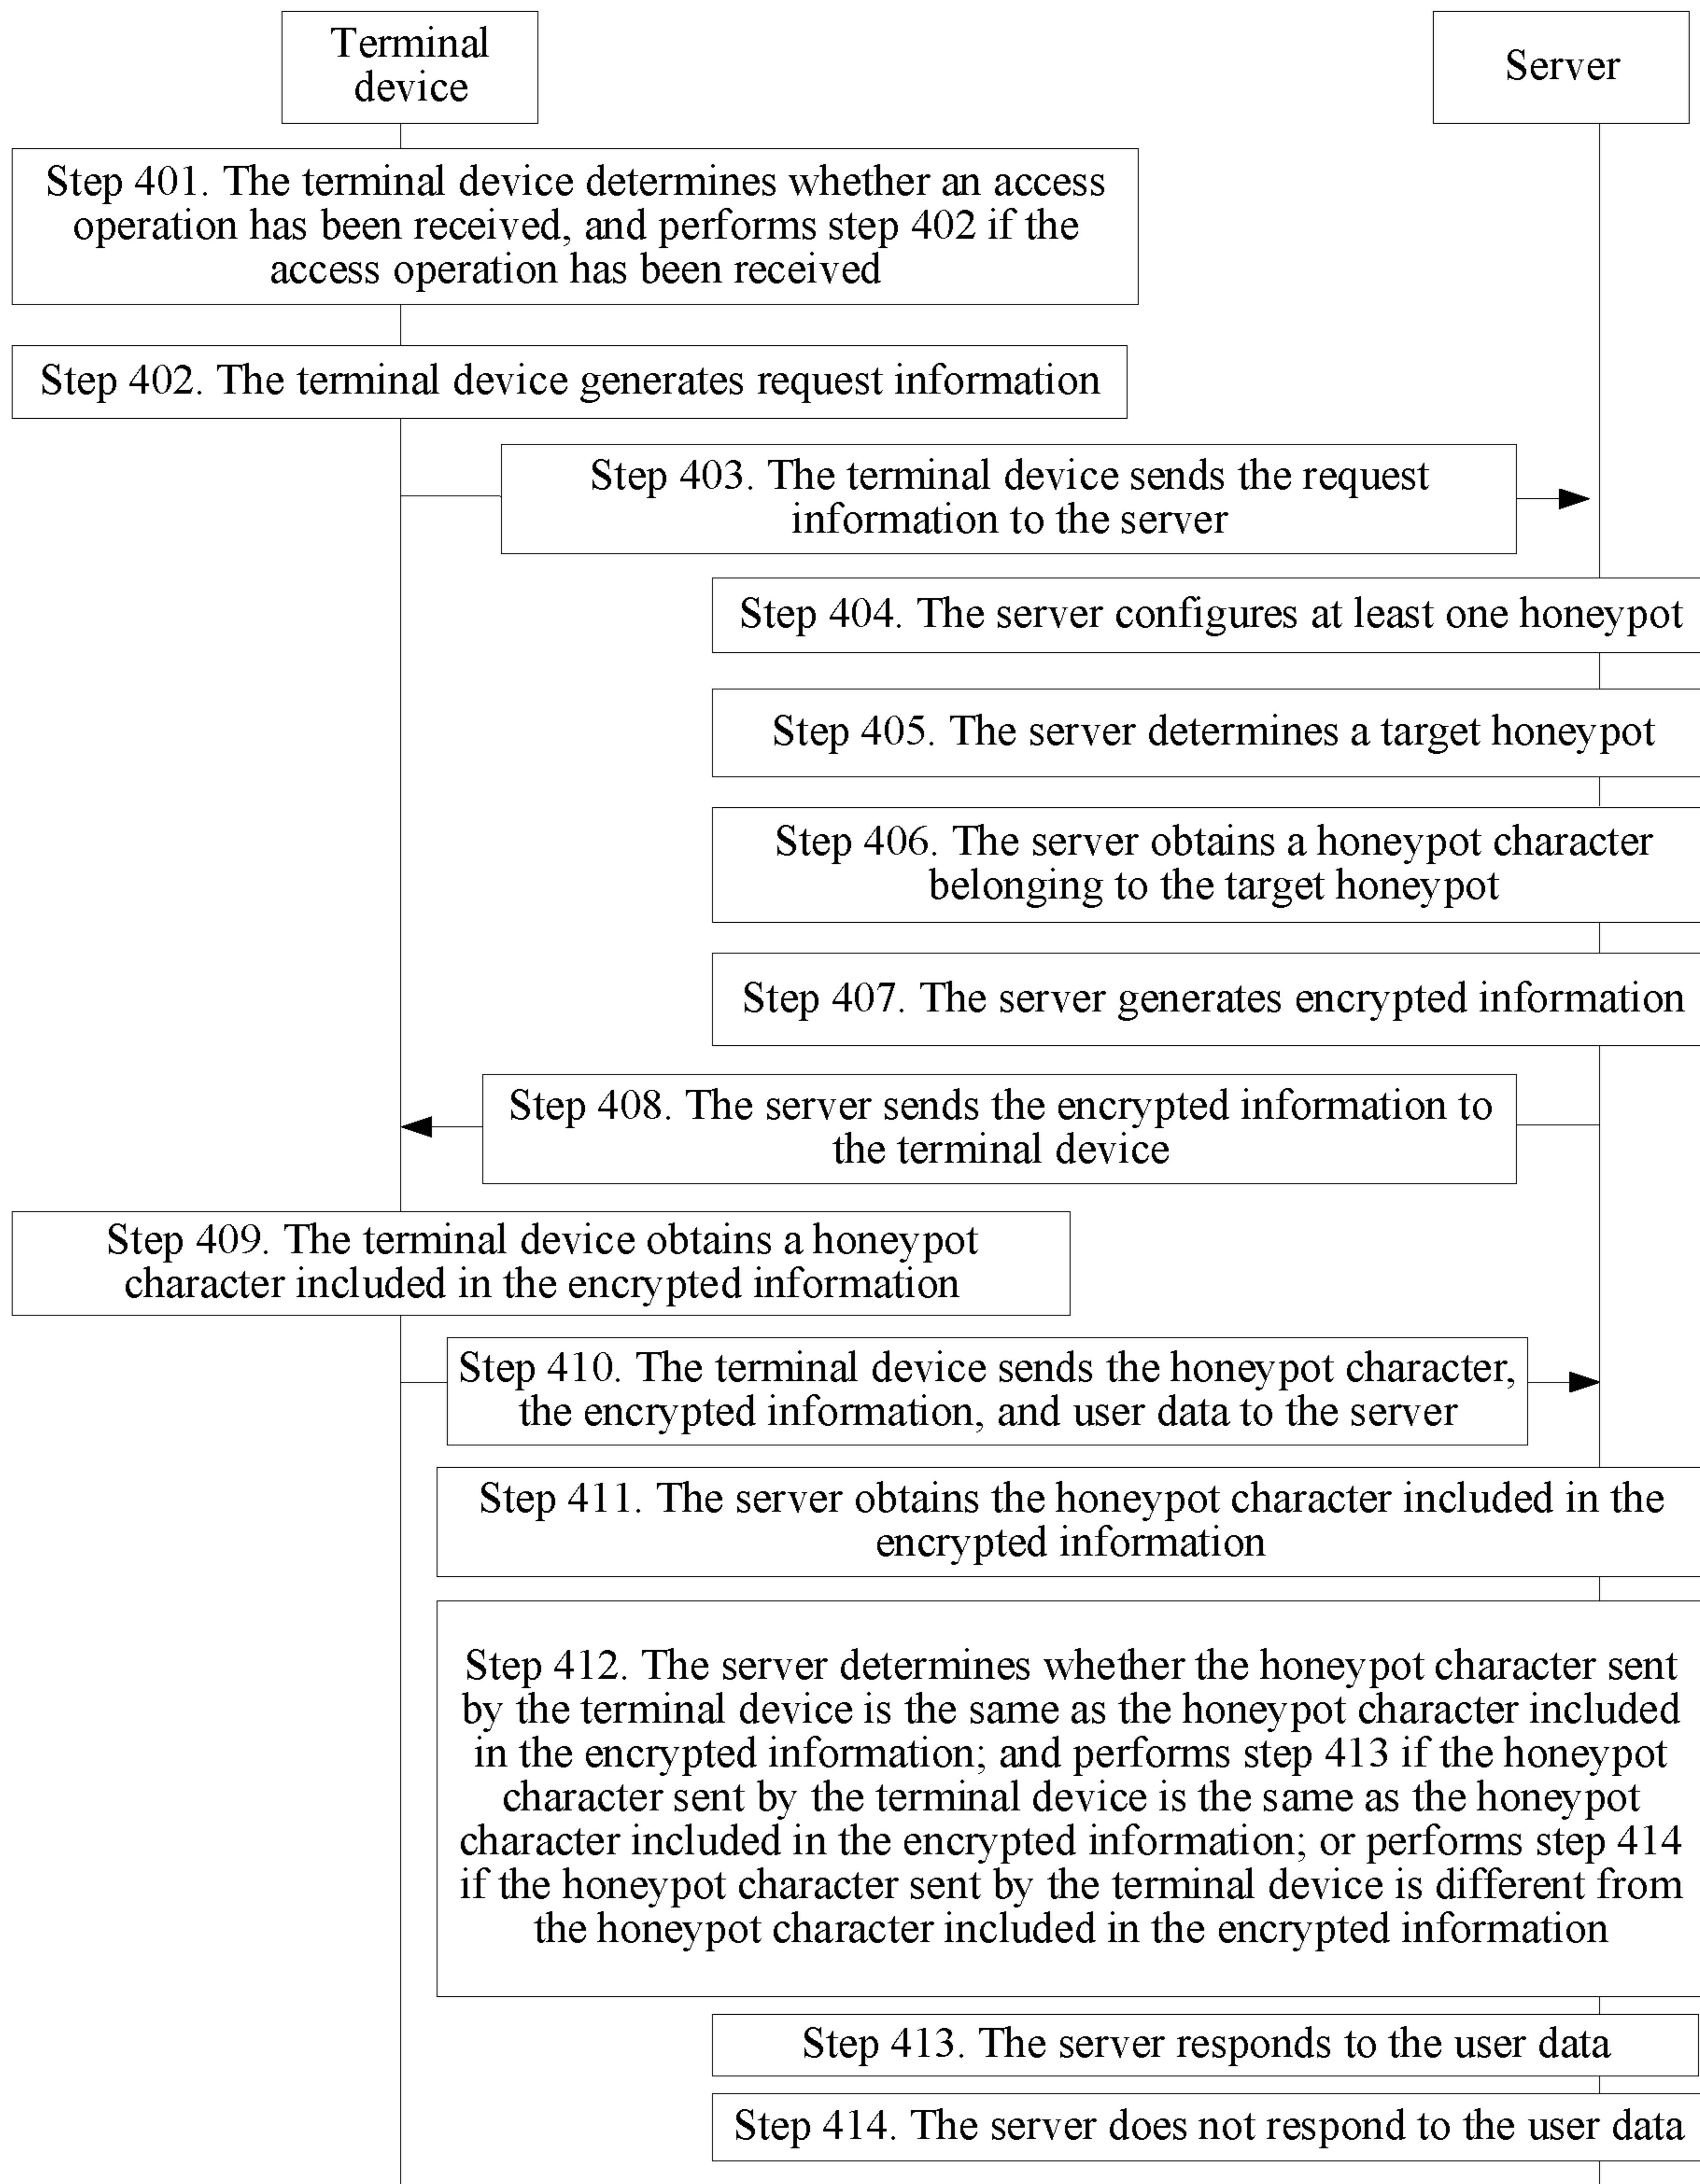 Terminal
device
Server
Step 401. The terminal device determines whether an access
operation has been received, and performs step 402 if the
access operation has been received
Step 402. The terminal device generates request information
Step 403. The terminal device sends the request
information to the server
Step 404. The server configures at least one honeypot
Step 405. The server determines a target honeypot
Step 406. The server obtains a honeypot character
belonging to the target honeypot
Step 407. The server generates encrypted information
Step 408. The server sends the encrypted information to
the terminal device
Step 409. The terminal device obtains a honeypot
character included in the encrypted information
Step 410. The terminal device sends the honeypot character,
the encrypted information, and user data to the server
Step 411. The server obtains the honeypot character included in the
encrypted information
Step 412. The server determines whether the honeypot character sent
by the terminal device is the same as the honeypot character included
in the encrypted information; and performs step 413 if the honeypot
character sent by the terminal device is the same as the honeypot
character included in the encrypted information; or performs step 414
if the honeypot character sent by the terminal device is different from
the honeypot character included in the encrypted information
Step 413. The server responds to the user data
Step 414. The server does not respond to the user data